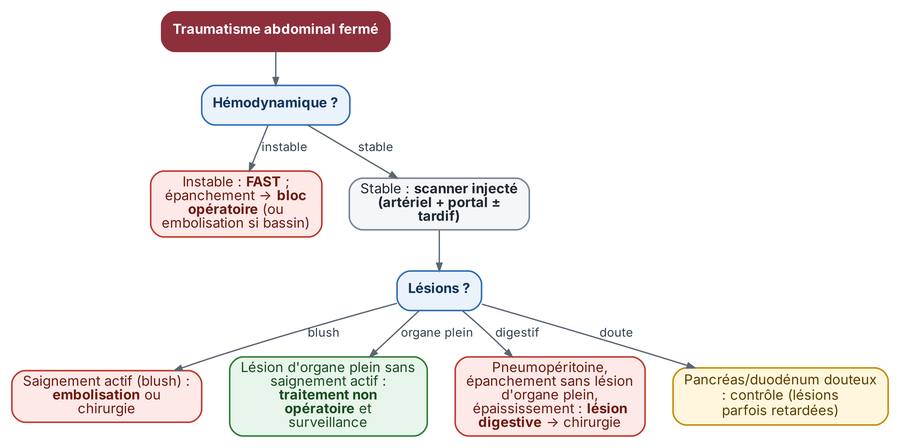 Traumatisme abdominal fermé
Hémodynamique ?
instable
stable
Instable : FAST ;
épanchement → bloc
opératoire (ou
embolisation si bassin)
Stable : scanner injecté
(artériel + portal ±
tardif)
Lésions ?
blush
organe plein
digestif
doute
Saignement actif (blush) :
embolisation ou
chirurgie
Lésion d'organe plein sans
saignement actif :
traitement non
opératoire et
surveillance
Pneumopéritoine,
épanchement sans lésion
d'organe plein,
épaississement : lésion
digestive → chirurgie
Pancréas/duodénum douteux
: contrôle (lésions
parfois retardées)